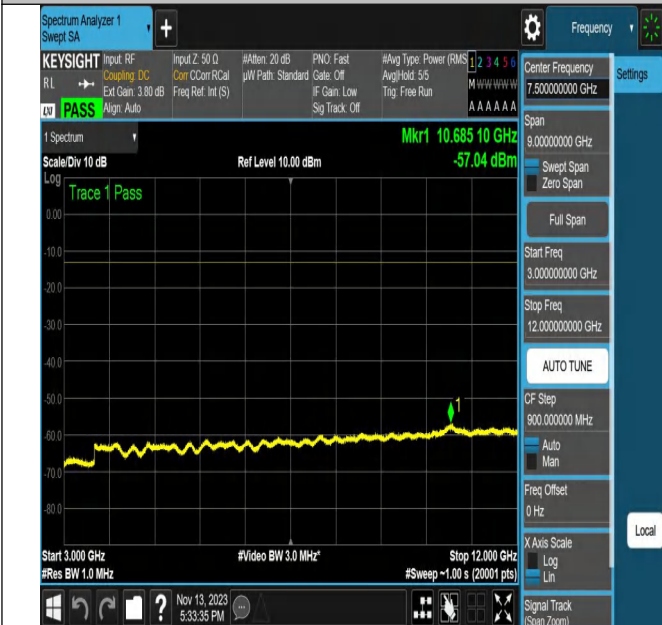 Spectrum Analyzer 1
Swept SA
Frequency
KEYSIGHT
Input: RF
Coupling: DC
Ext Gain: 3.80 dB
Align: Auto
R L
LXI
PASS
Input Z: 50 Ω
Corr CCorr RCal
Freq Ref: Int (S)
#Atten: 20 dB
µW Path: Standard
PNO: Fast
Gate: Off
IF Gain: Low
Sig Track: Off
#Avg Type: Power (RMS
Avg|Hold: 5/5
Trig: Free Run
1 2 3 4 5 6
M W W W W W
A A A A A A
Center Frequency
7.500000000 GHz
Settings
Span
9.00000000 GHz
Swept Span
Zero Span
Full Span
Start Freq
3.000000000 GHz
Stop Freq
12.000000000 GHz
AUTO TUNE
CF Step
900.000000 MHz
Auto
Man
Freq Offset
0 Hz
X Axis Scale
Log
Lin
Local
Signal Track
(Span Zoom)
1 Spectrum
Mkr1 10.685 10 GHz
-57.04 dBm
Scale/Div 10 dB
Ref Level 10.00 dBm
Log
Trace 1 Pass
0.00
-10.0
-20.0
-30.0
-40.0
-50.0
-60.0
-70.0
-80.0
1
Start 3.000 GHz
#Video BW 3.0 MHz*
Stop 12.000 GHz
#Res BW 1.0 MHz
#Sweep ~1.00 s (20001 pts)
Nov 13, 2023
5:33:35 PM